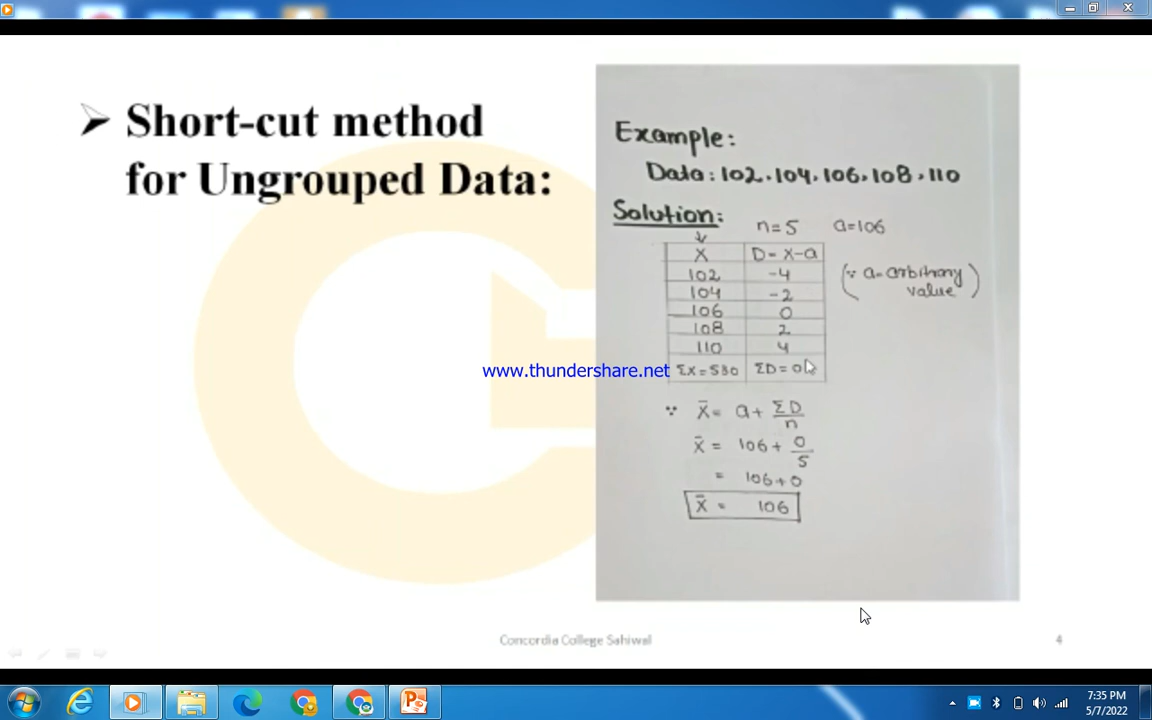 ➢ Short-cut method
for Ungrouped Data:
Example:
Data: 102, 104, 106, 108, 110
Solution:
n=5 a=106
X D=X-a
102 -4
104 -2
106 0
108 2
110 4
ΣX=530 ΣD=0
(∵ a=arbitrary
value)
∵ X̄= a+ ΣD/n
X̄ = 106+ 0/5
= 106+0
X̄ = 106
www.thundershare.net
Concordia College Sahiwal
4
7:35 PM
5/7/2022